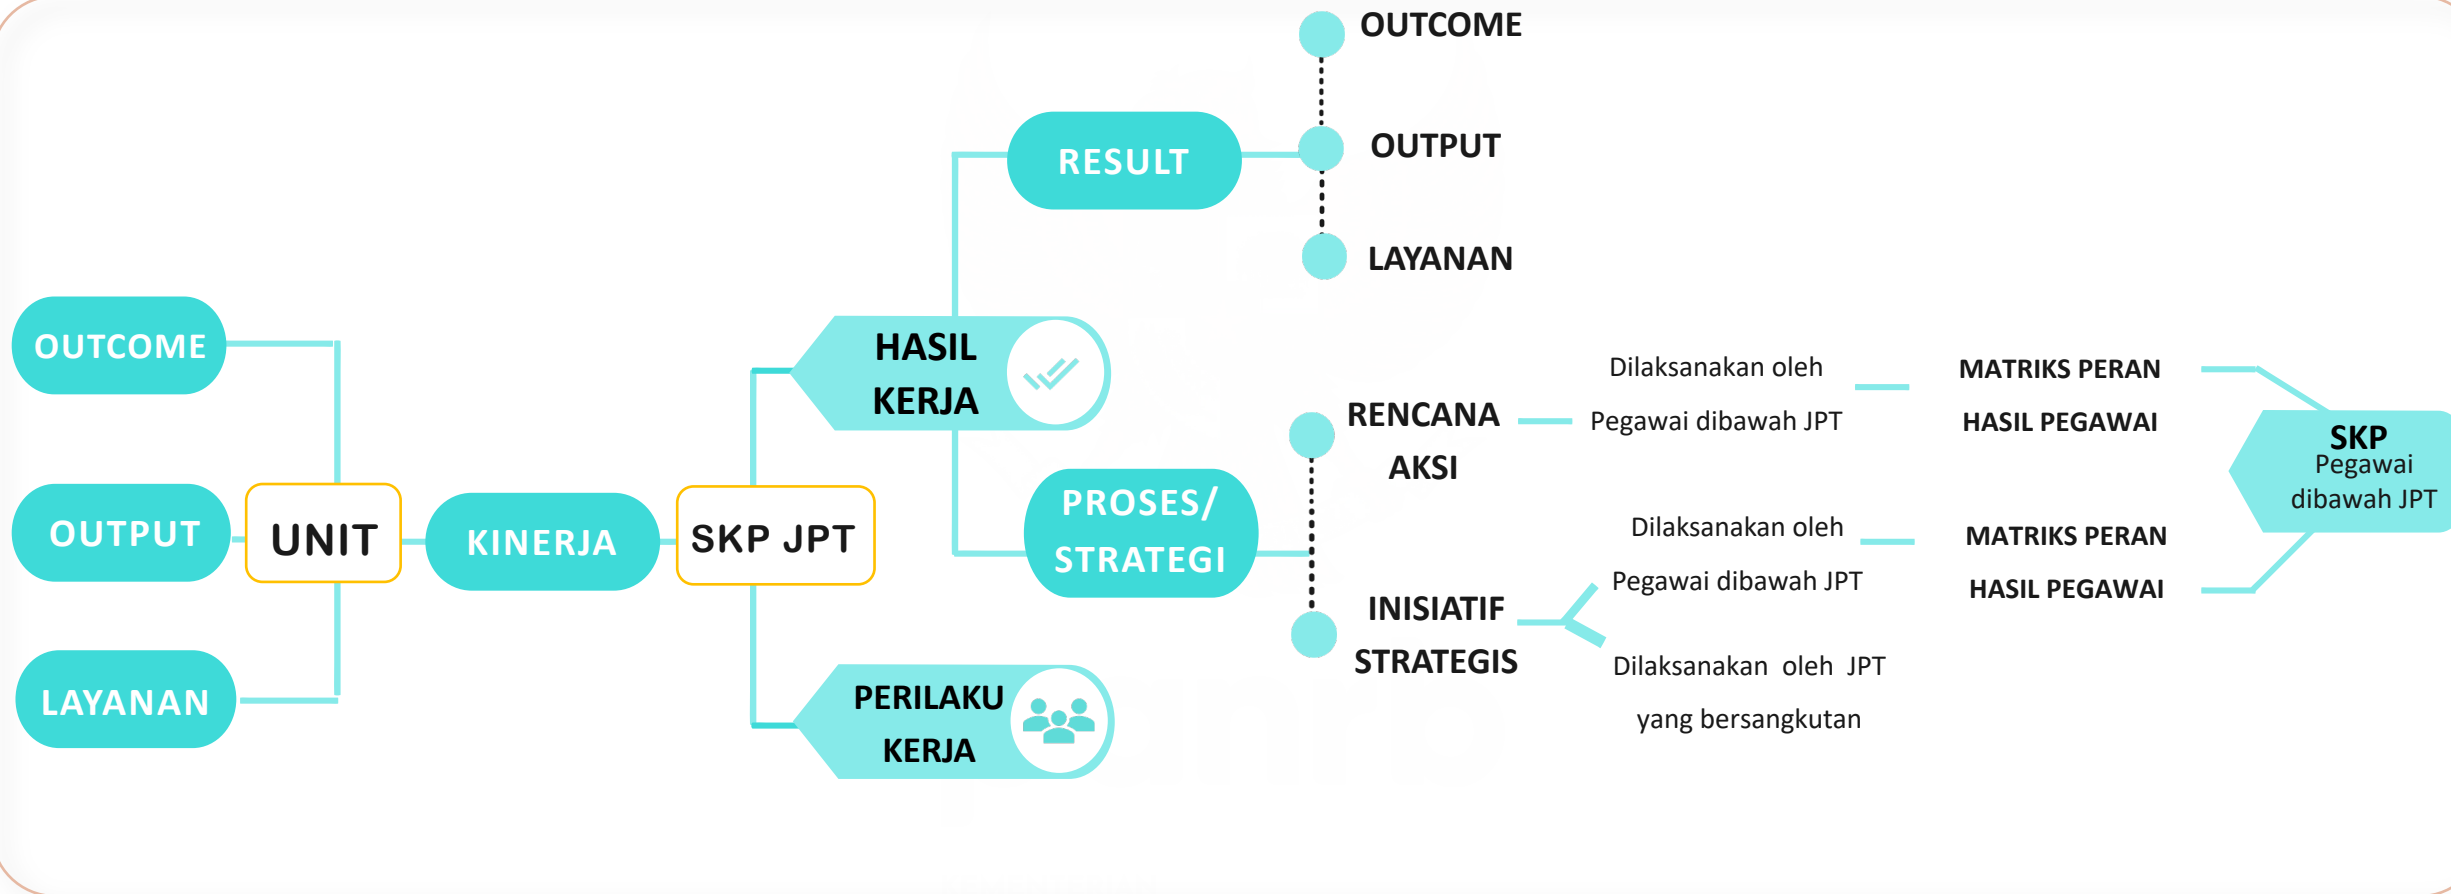 OUTCOME
OUTPUT
LAYANAN
UNIT
KINERJA
SKP JPT
HASIL
KERJA
PERILAKU
KERJA
RESULT
OUTCOME
OUTPUT
LAYANAN
PROSES/
STRATEGI
RENCANA
AKSI
Dilaksanakan oleh
Pegawai dibawah JPT
MATRIKS PERAN
HASIL PEGAWAI
INISIATIF
STRATEGIS
Dilaksanakan oleh
Pegawai dibawah JPT
MATRIKS PERAN
HASIL PEGAWAI
Dilaksanakan oleh JPT
yang bersangkutan
SKP
Pegawai
dibawah JPT